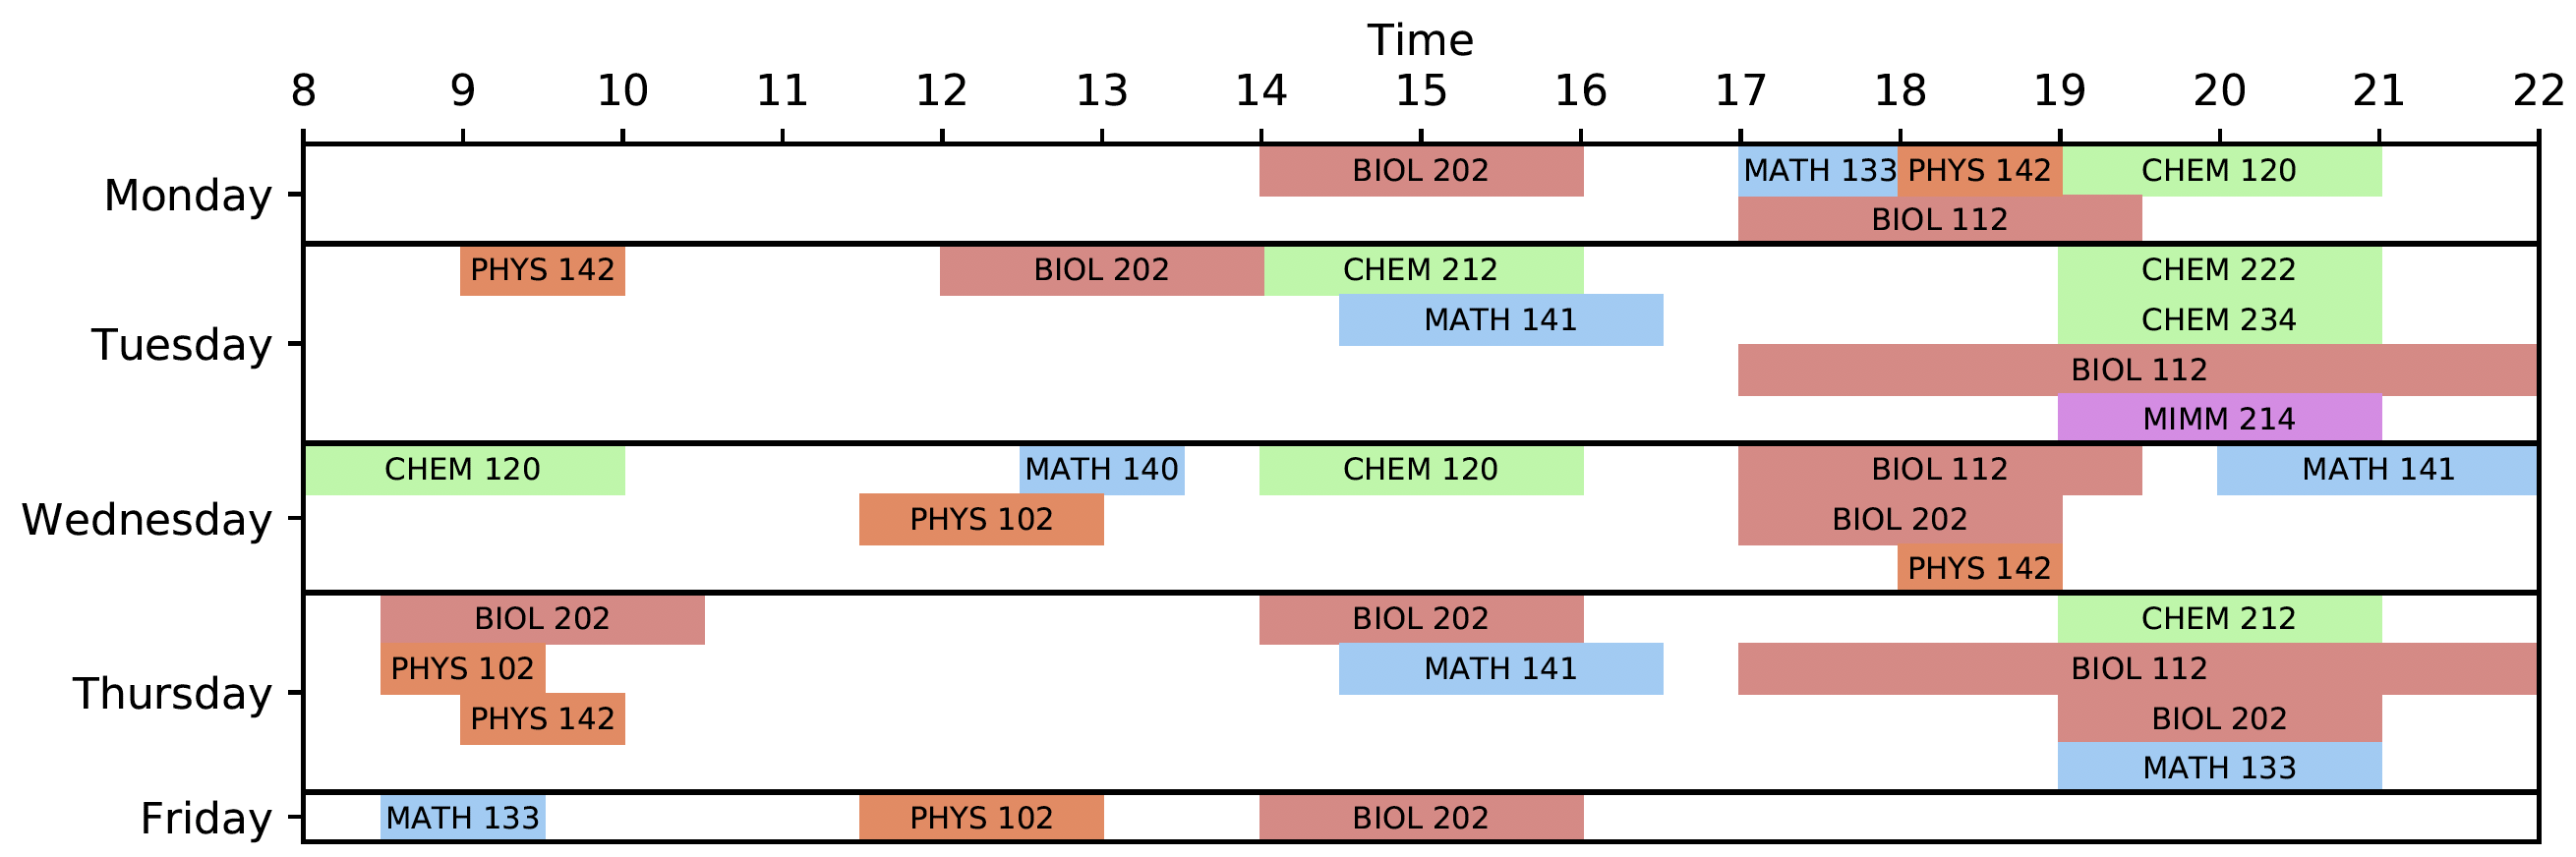 Time
8 9 10 11 12 13 14 15 16 17 18 19 20 21 22
Monday
BIOL 202 MATH 133 PHYS 142 CHEM 120
BIOL 112
Tuesday
PHYS 142 BIOL 202 CHEM 212 CHEM 222
MATH 141 CHEM 234
BIOL 112
MIMM 214
Wednesday
CHEM 120 MATH 140 CHEM 120 BIOL 112 MATH 141
PHYS 102 BIOL 202
PHYS 142
Thursday
BIOL 202 BIOL 202 CHEM 212
PHYS 102 MATH 141 BIOL 112
PHYS 142 BIOL 202
MATH 133
Friday
MATH 133 PHYS 102 BIOL 202